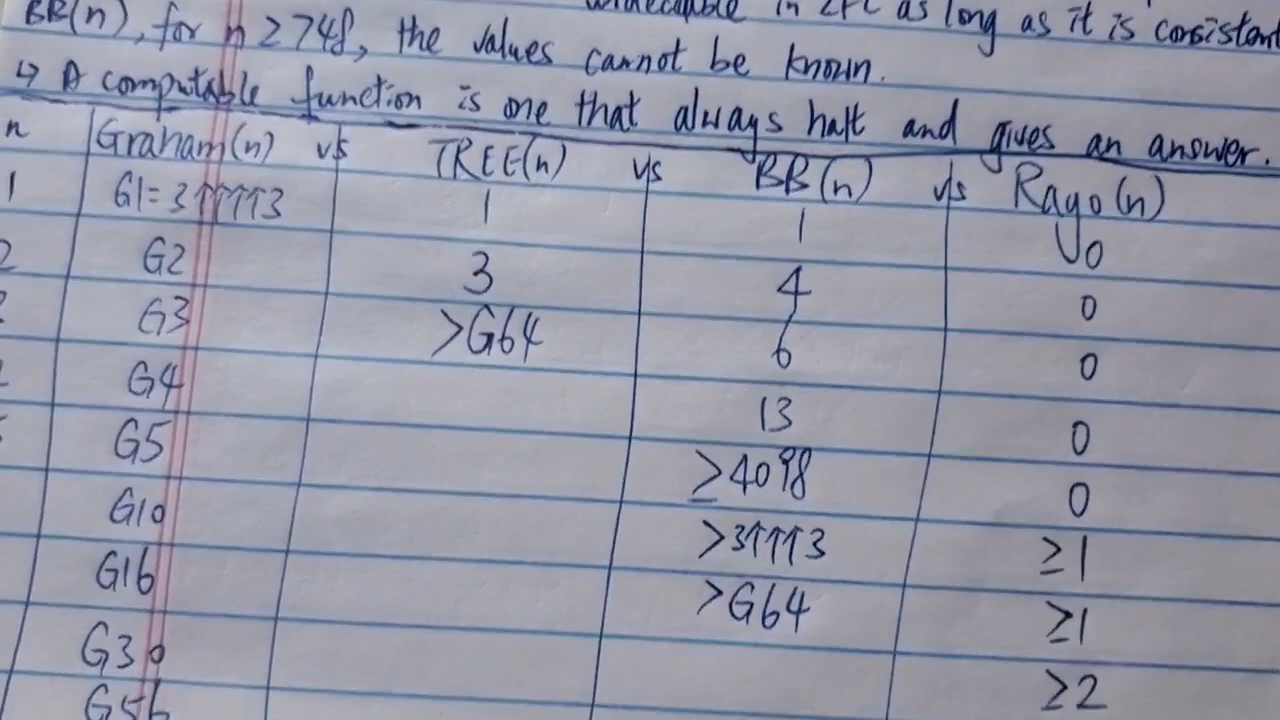 BB(n), for n ≥ 748, the values cannot be known.
undecidable in ZFC as long as it is consistent
↳ A computable function is one that always halt and gives an answer.
n Graham(n) vs TREE(n) vs BB(n) vs Rayo(n)
1 G1=3↑↑↑↑3 1 1 0
2 G2 3 4 0
G3 >G64 6 0
G4 13 0
G5 ≥4098 0
G10 >3↑↑↑3 ≥1
G16 >G64 ≥1
G30 ≥2
G56